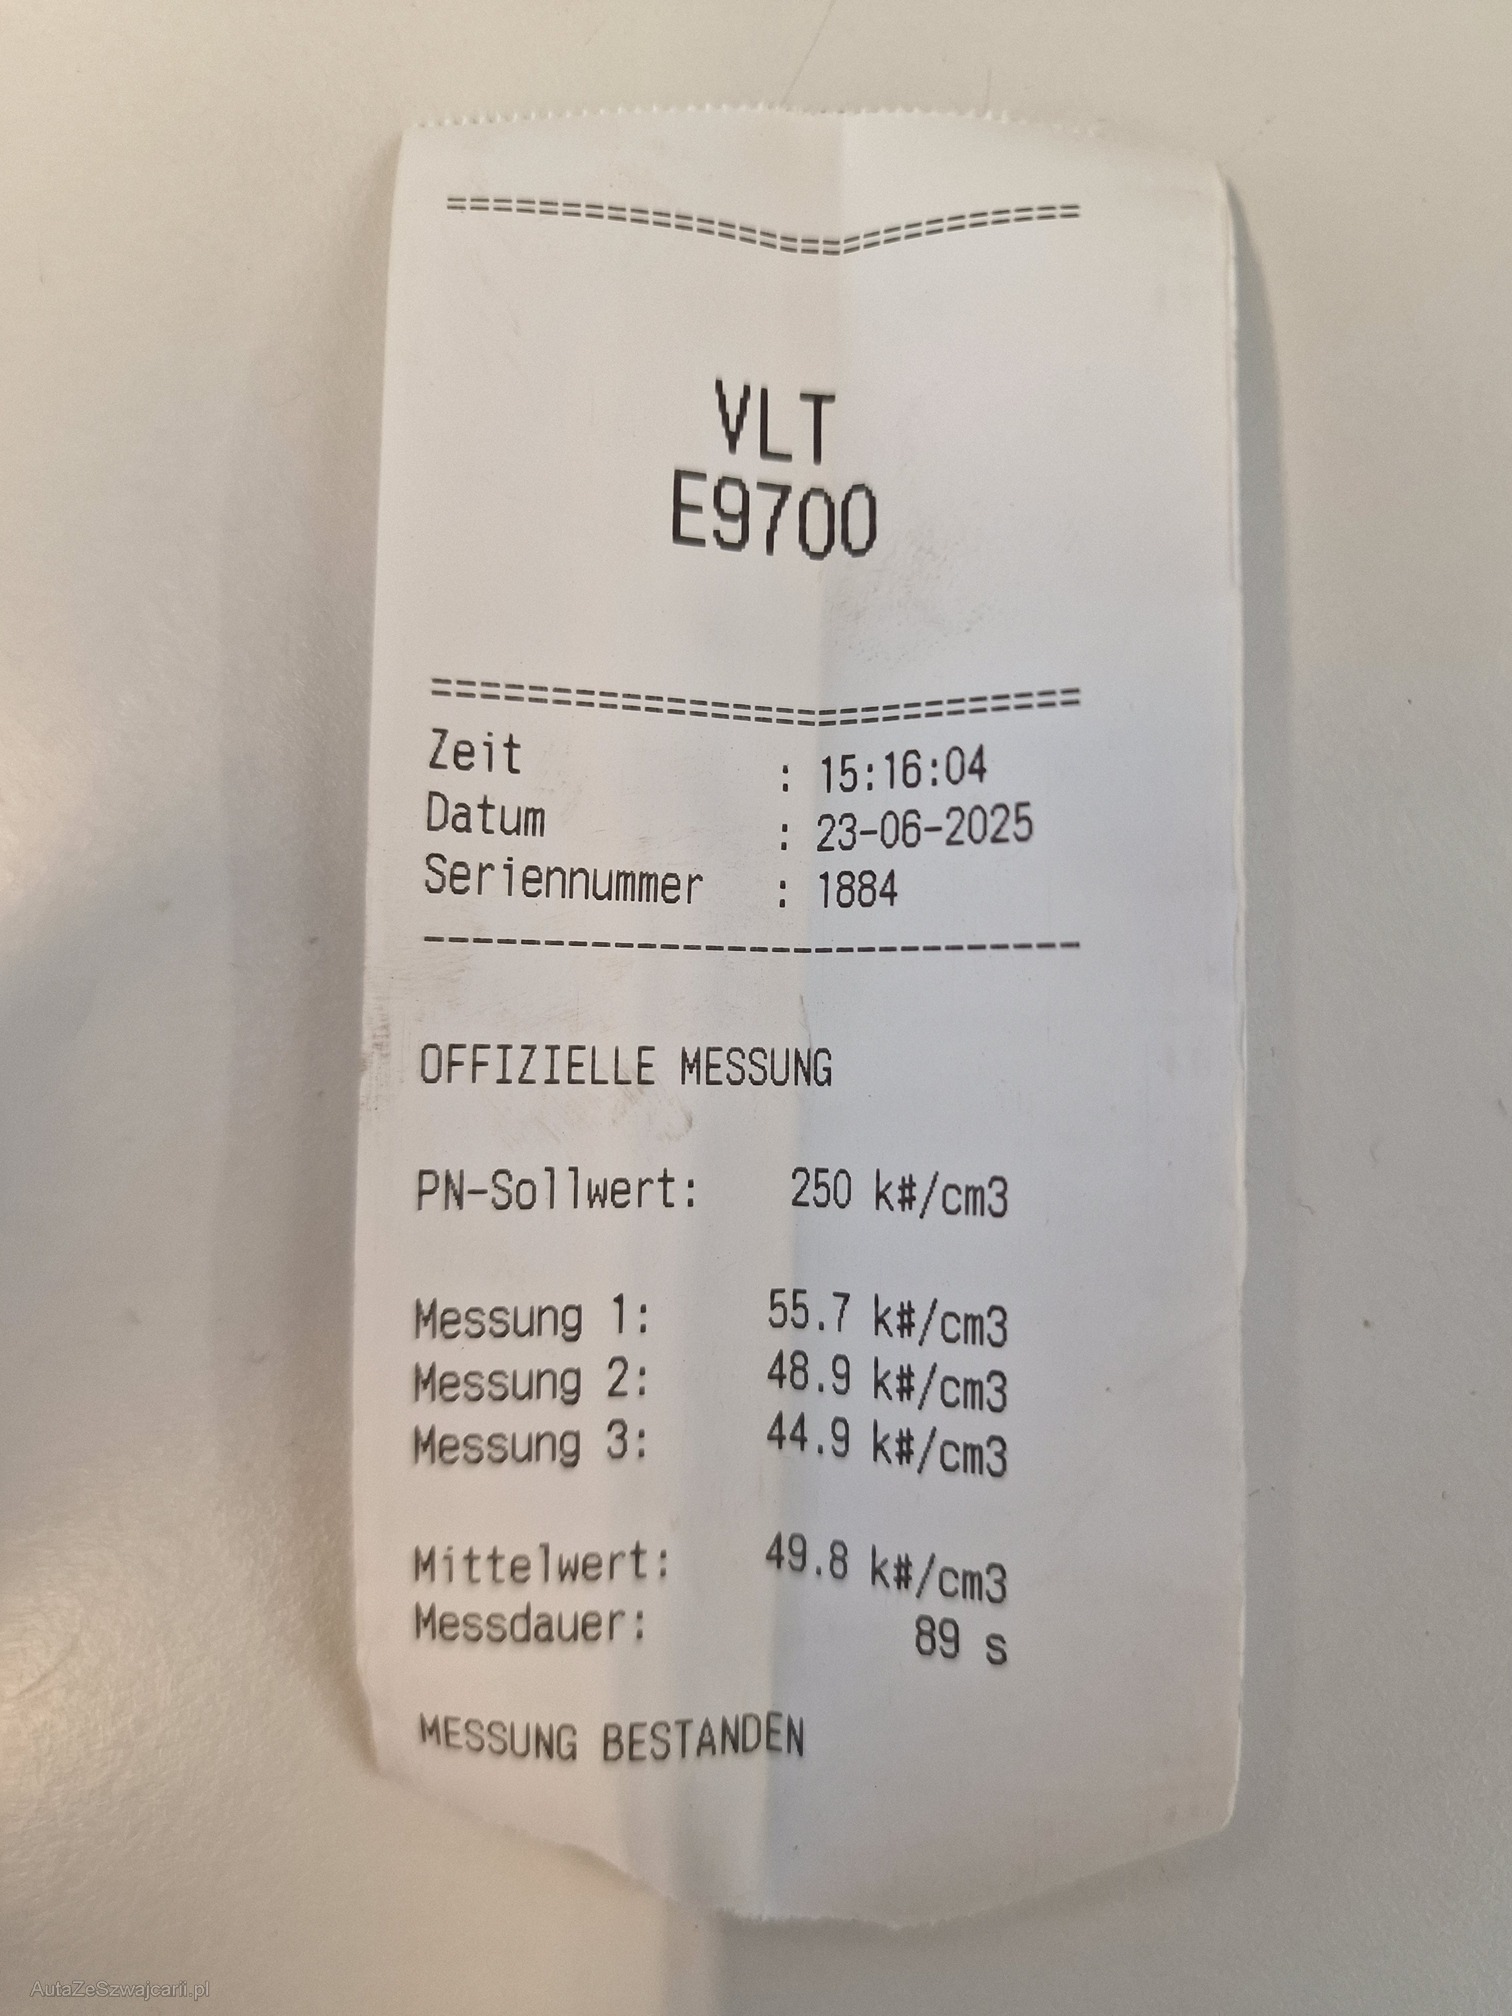 ==========================
VLT
E9700
============================
Zeit : 15:16:04
Datum : 23-06-2025
Seriennummer : 1884
----------------------------
OFFIZIELLE MESSUNG
PN-Sollwert: 250 k#/cm3
Messung 1: 55.7 k#/cm3
Messung 2: 48.9 k#/cm3
Messung 3: 44.9 k#/cm3
Mittelwert: 49.8 k#/cm3
Messdauer: 89 s
MESSUNG BESTANDEN
AutaZeSzwajcarii.pl